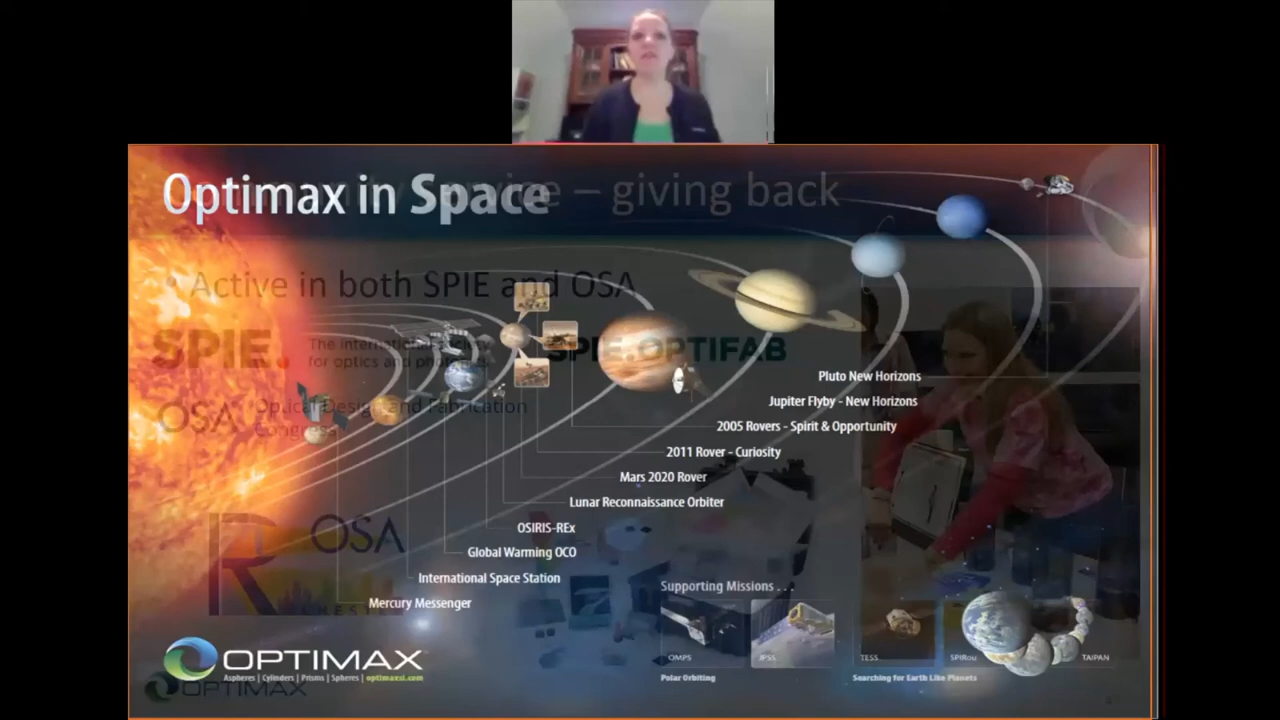 Optimax in Space
service – giving back
• Active in both SPIE and OSA
SPIE.
The International Society
for optics and photonics
SPIE.OPTIFAB
OSA
Optical Design and Fabrication
Congress
Pluto New Horizons
Jupiter Flyby - New Horizons
2005 Rovers - Spirit & Opportunity
2011 Rover - Curiosity
Mars 2020 Rover
Lunar Reconnaissance Orbiter
OSIRIS-REx
Global Warming OCO
International Space Station
Mercury Messenger
R OSA
Supporting Missions . . .
OMPS
JPSS
TESS
SPIRou
TAIPAN
Polar Orbiting
Searching for Earth Like Planets
OPTIMAX
Aspheres | Cylinders | Prisms | Spheres | optimaxsi.com
OPTIMAX